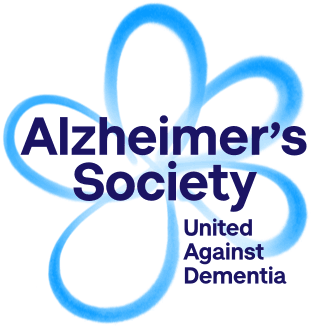 Alzheimer’s
Society
United
Against
Dementia